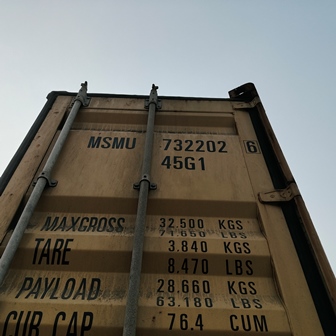 MSMU 732202 6
45G1
MAXGROSS 32.500 KGS
71.650 LBS
TARE 3.840 KGS
8.470 LBS
PAYLOAD 28.660 KGS
63.180 LBS
CUB CAP 76.4 CUM